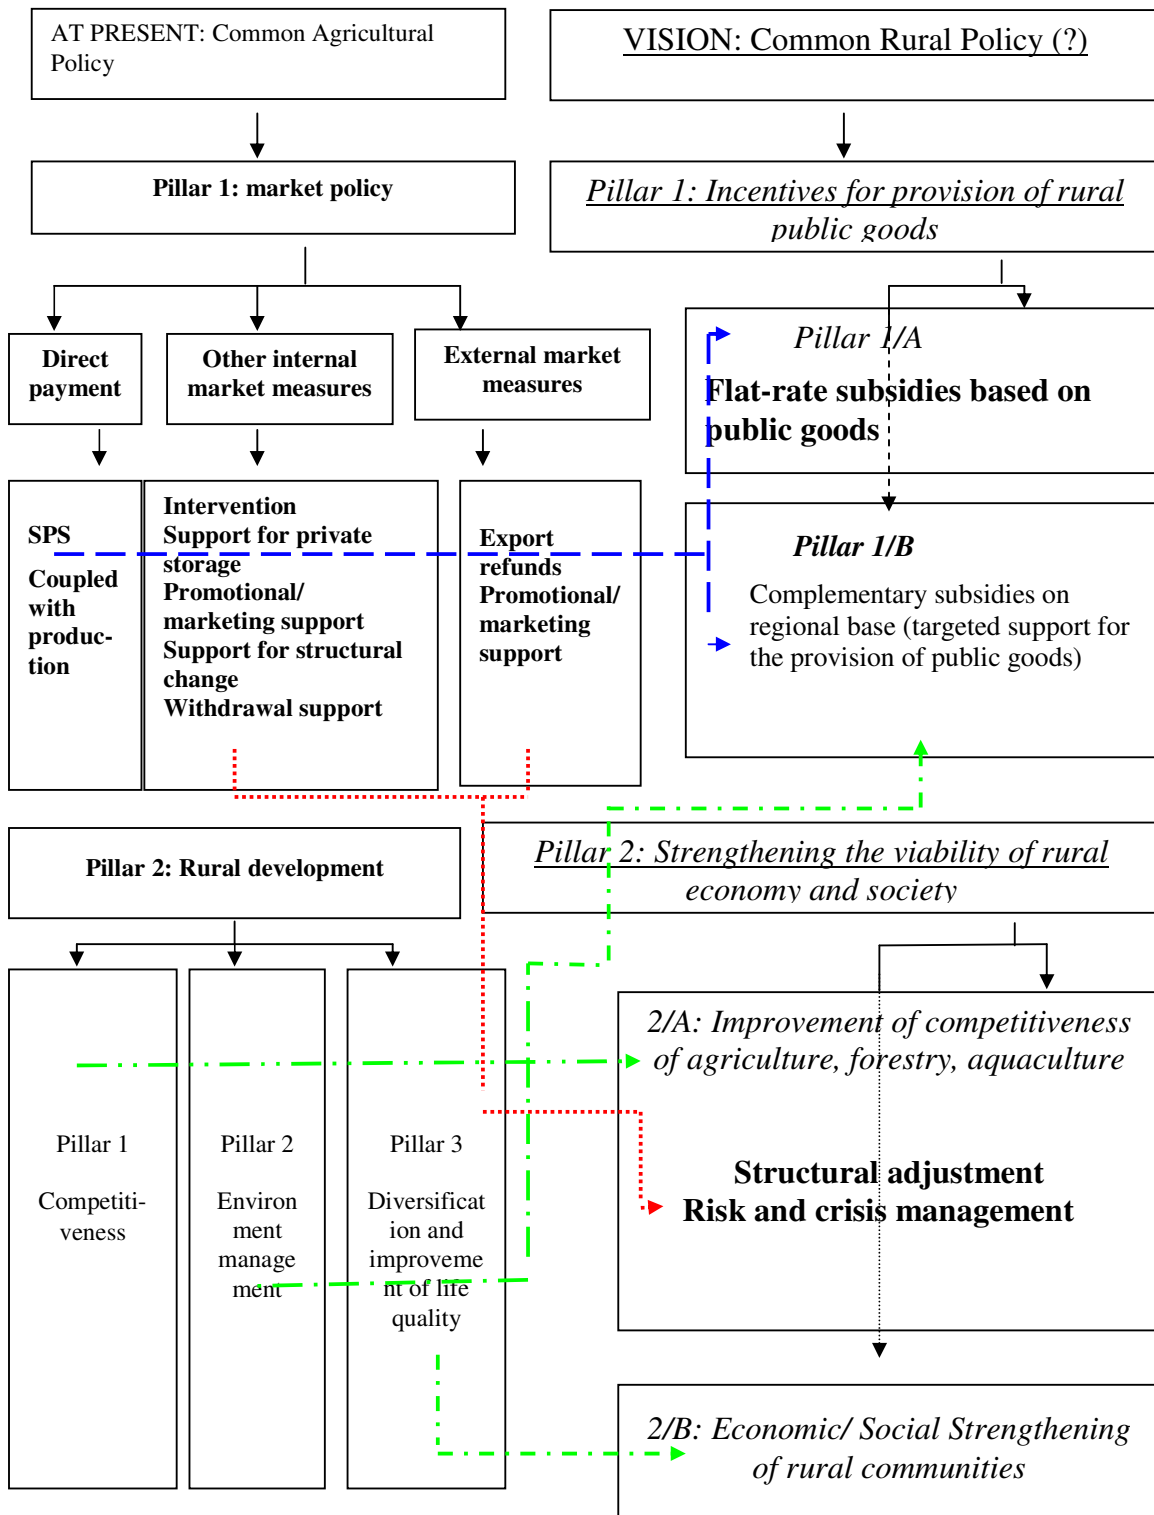 AT PRESENT: Common Agricultural
Policy
VISION: Common Rural Policy (?)
Pillar 1: market policy
Pillar 1: Incentives for provision of rural
public goods
Direct
payment
Other internal
market measures
External market
measures
Pillar 1/A
Flat-rate subsidies based on
public goods
SPS
Coupled
with
produc-
tion
Intervention
Support for private
storage
Promotional/
marketing support
Support for structural
change
Withdrawal support
Export
refunds
Promotional/
marketing
support
Pillar 1/B
Complementary subsidies on
regional base (targeted support for
the provision of public goods)
Pillar 2: Rural development
Pillar 2: Strengthening the viability of rural
economy and society
Pillar 1
Competiti-
veness
Pillar 2
Environ
ment
manage
ment
Pillar 3
Diversificat
ion and
improveme
nt of life
quality
2/A: Improvement of competitiveness
of agriculture, forestry, aquaculture
Structural adjustment
Risk and crisis management
2/B: Economic/ Social Strengthening
of rural communities